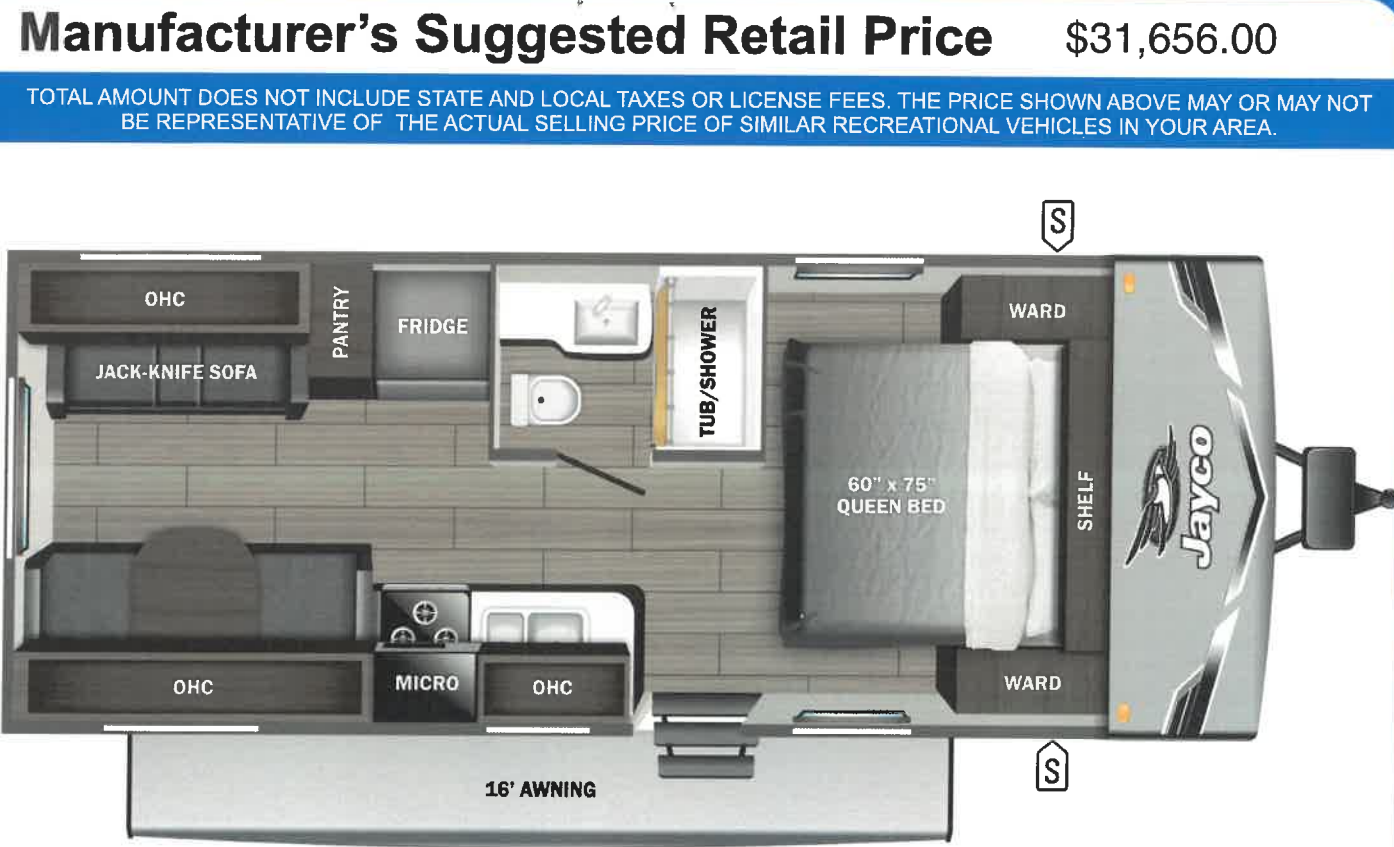 Manufacturer's Suggested Retail Price $31,656.00
TOTAL AMOUNT DOES NOT INCLUDE STATE AND LOCAL TAXES OR LICENSE FEES. THE PRICE SHOWN ABOVE MAY OR MAY NOT
BE REPRESENTATIVE OF THE ACTUAL SELLING PRICE OF SIMILAR RECREATIONAL VEHICLES IN YOUR AREA.
S
OHC
PANTRY
FRIDGE
TUB/SHOWER
WARD
JACK-KNIFE SOFA
60" x 75"
QUEEN BED
SHELF
Jayco
OHC
MICRO
OHC
WARD
S
16' AWNING